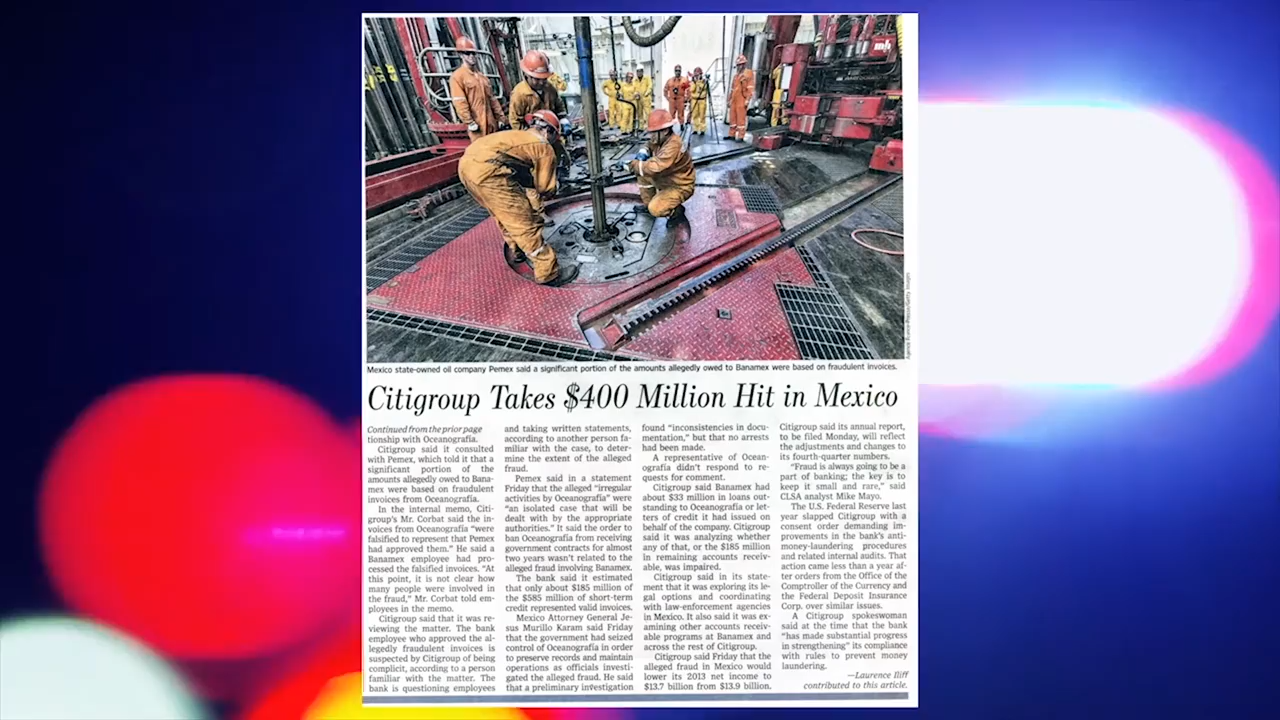 Mexico state-owned oil company Pemex said a significant portion of the amounts allegedly owed to Banamex were based on fraudulent invoices.
Citigroup Takes $400 Million Hit in Mexico
Continued from the prior page
tionship with Oceanografía.
Citigroup said it consulted
with Pemex, which told it that a
significant portion of the
amounts allegedly owed to Bana-
mex were based on fraudulent
invoices from Oceanografía.
In the internal memo, Citi-
group's Mr. Corbat said the in-
voices from Oceanografía "were
falsified to represent that Pemex
had approved them." He said a
Banamex employee had pro-
cessed the falsified invoices. "At
this point, it is not clear how
many people were involved in
the fraud," Mr. Corbat told em-
ployees in the memo.
Citigroup said that it was re-
viewing the matter. The bank
employee who approved the al-
legedly fraudulent invoices is
suspected by Citigroup of being
complicit, according to a person
familiar with the matter. The
bank is questioning employees
and taking written statements,
according to another person fa-
miliar with the case, to deter-
mine the extent of the alleged
fraud.
Pemex said in a statement
Friday that the alleged "irregular
activities by Oceanografía" were
"an isolated case that will be
dealt with by the appropriate
authorities." It said the order to
ban Oceanografía from receiving
government contracts for almost
two years wasn't related to the
alleged fraud involving Banamex.
The bank said it estimated
that only about $185 million of
the $585 million of short-term
credit represented valid invoices.
Mexico Attorney General Je-
sus Murillo Karam said Friday
that the government had seized
control of Oceanografía in order
to preserve records and maintain
operations as officials investi-
gated the alleged fraud. He said
that a preliminary investigation
found "inconsistencies in docu-
mentation," but that no arrests
had been made.
A representative of Ocean-
ografía didn't respond to re-
quests for comment.
Citigroup said Banamex had
about $33 million in loans out-
standing to Oceanografía or let-
ters of credit it had issued on
behalf of the company. Citigroup
said it was analyzing whether
any of that, or the $185 million
in remaining accounts receiv-
able, was impaired.
Citigroup said in its state-
ment that it was exploring its le-
gal options and coordinating
with law-enforcement agencies
in Mexico. It also said it was ex-
amining other accounts receiv-
able programs at Banamex and
across the rest of Citigroup.
Citigroup said Friday that the
alleged fraud in Mexico would
lower its 2013 net income to
$13.7 billion from $13.9 billion.
Citigroup said its annual report,
to be filed Monday, will reflect
the adjustments and changes to
its fourth-quarter numbers.
"Fraud is always going to be a
part of banking; the key is to
keep it small and rare," said
CLSA analyst Mike Mayo.
The U.S. Federal Reserve last
year slapped Citigroup with a
consent order demanding im-
provements in the bank's anti-
money-laundering procedures
and related internal audits. That
action came less than a year af-
ter orders from the Office of the
Comptroller of the Currency and
the Federal Deposit Insurance
Corp. over similar issues.
A Citigroup spokeswoman
said at the time that the bank
"has made substantial progress
in strengthening" its compliance
with rules to prevent money
laundering.
—Laurence Iliff
contributed to this article.